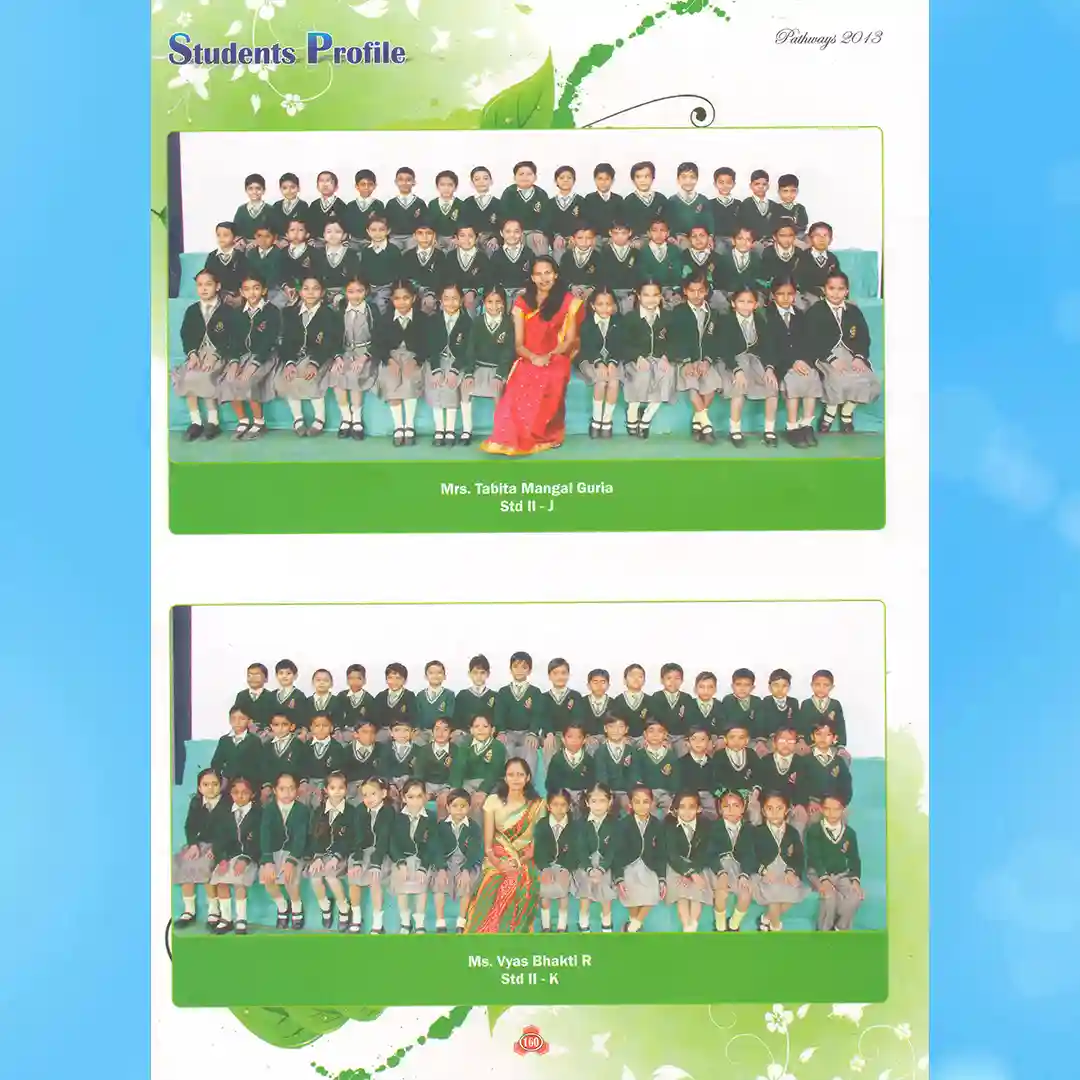 Students Profile
Pathways 2013
Mrs. Tabita Mangal Guria
Std II - J
Ms. Vyas Bhakti R
Std II - K
160